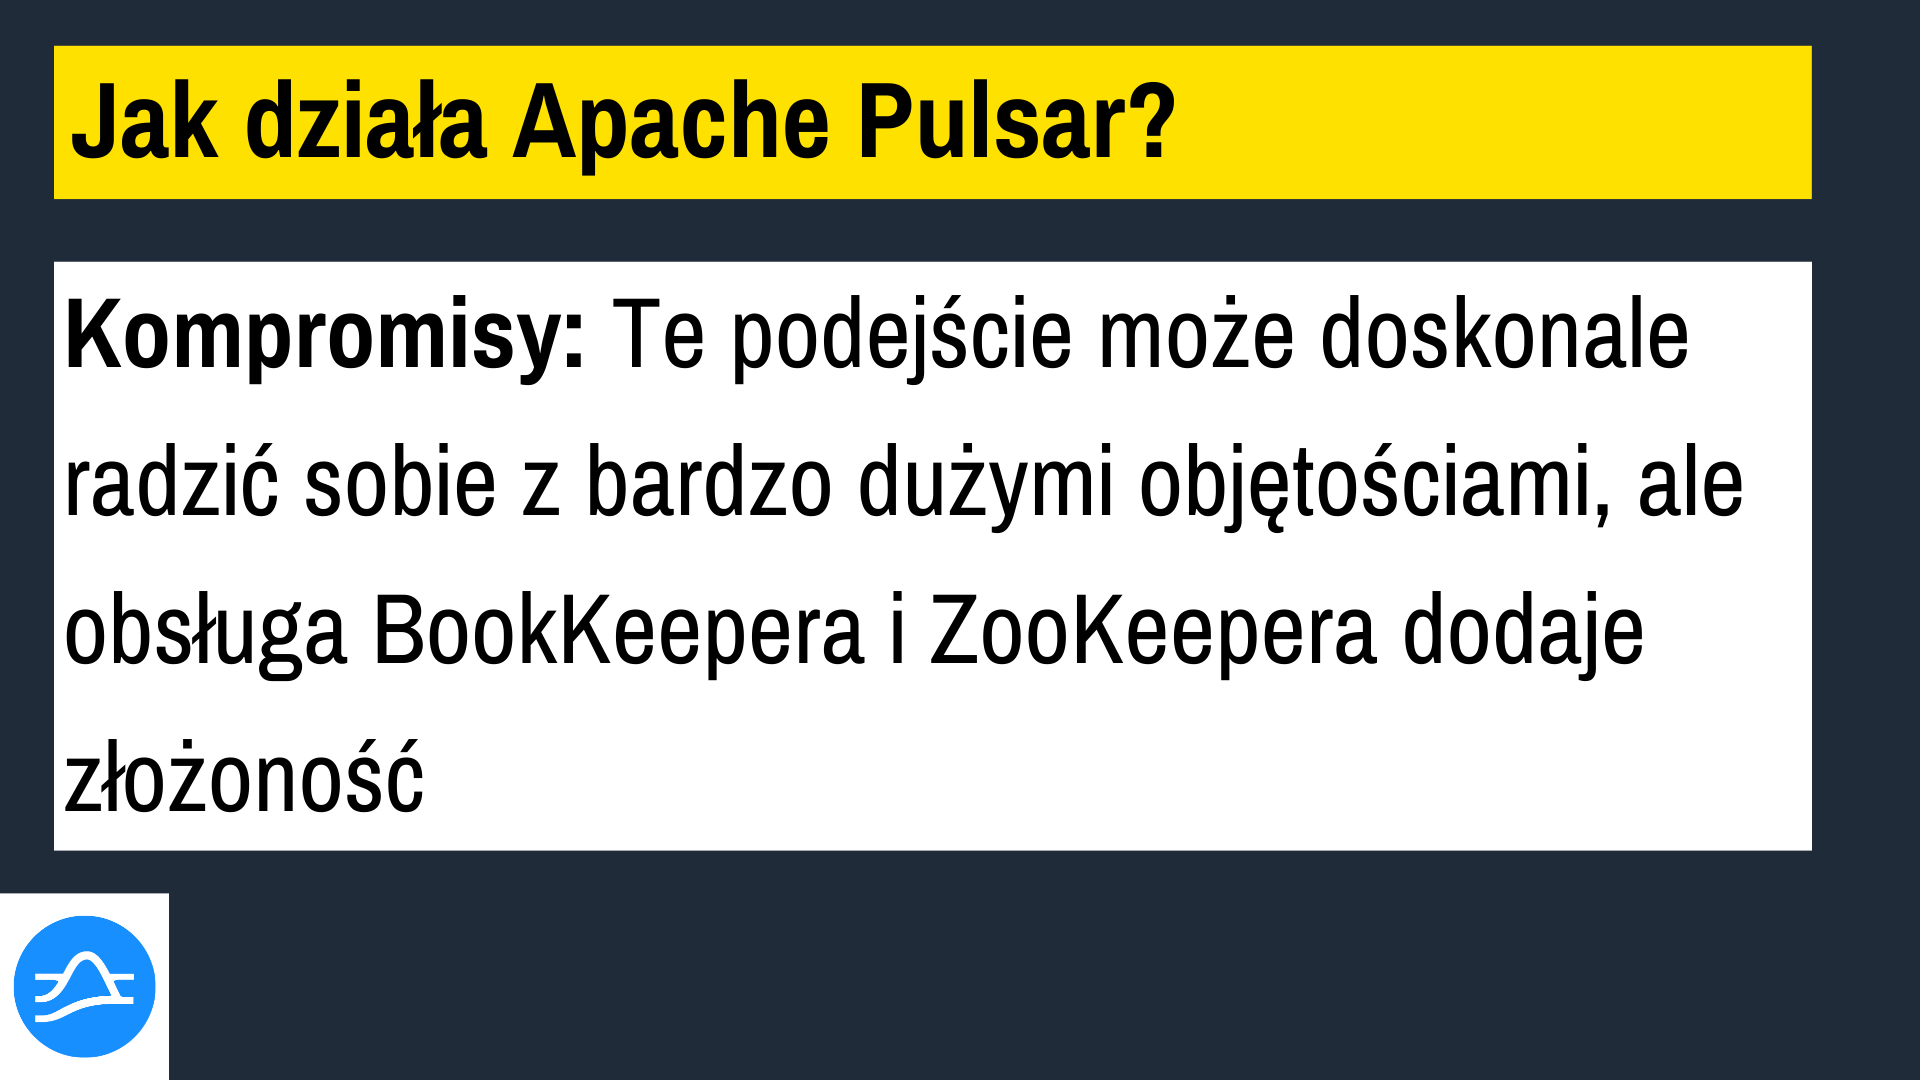 Jak działa Apache Pulsar?
Kompromisy: Te podejście może doskonale
radzić sobie z bardzo dużymi objętościami, ale
obsługa BookKeepera i ZooKeepera dodaje
złożoność